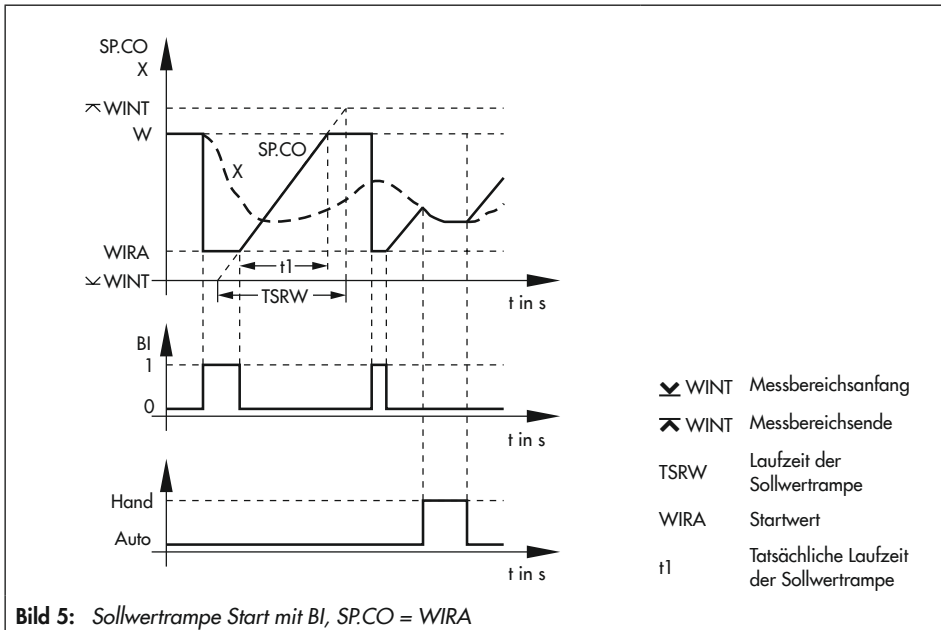 SP.CO
X
WINT
W
SP.CO
X
WIRA
t1
WINT
TSRW
t in s
BI
1
0
t in s
Hand
Auto
t in s
WINT Messbereichsanfang
WINT Messbereichsende
TSRW Laufzeit der
Sollwertrampe
WIRA Startwert
t1 Tatsächliche Laufzeit
der Sollwertrampe
Bild 5: Sollwertrampe Start mit BI, SP.CO = WIRA